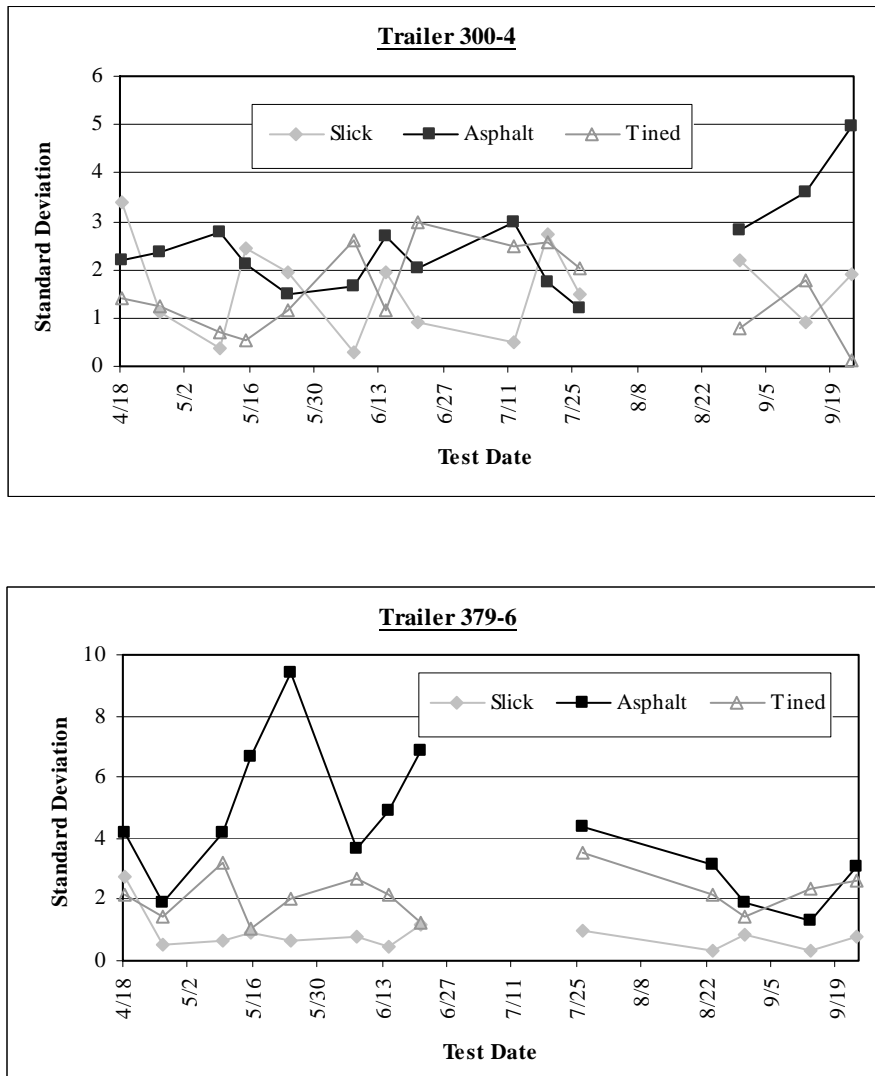 Trailer 300-4
6
5
4
3
2
1
0
Standard Deviation
Slick Asphalt Tined
4/18 5/2 5/16 5/30 6/13 6/27 7/11 7/25 8/8 8/22 9/5 9/19
Test Date
Trailer 379-6
10
8
6
4
2
0
Standard Deviation
Slick Asphalt Tined
4/18 5/2 5/16 5/30 6/13 6/27 7/11 7/25 8/8 8/22 9/5 9/19
Test Date